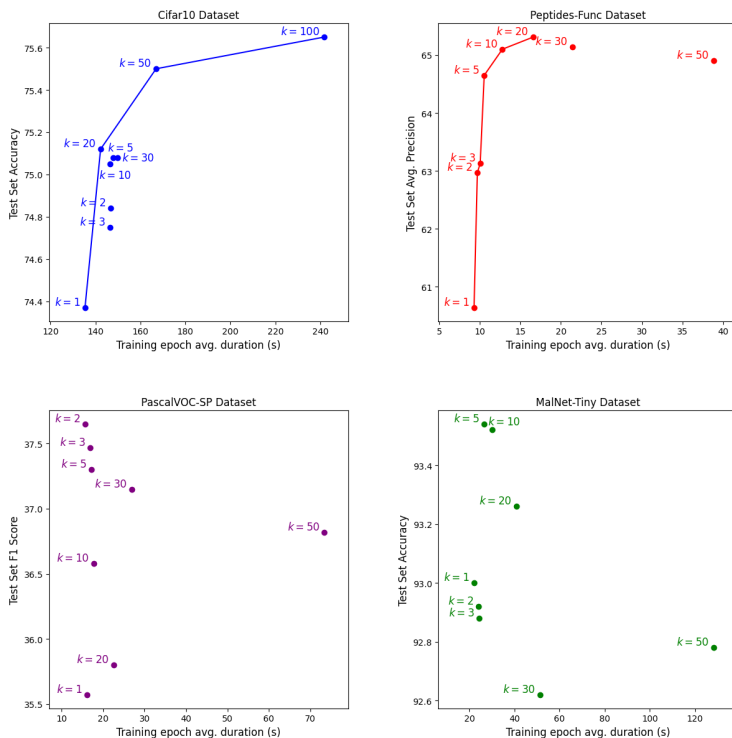 Cifar10 Dataset
Test Set Accuracy
75.6
75.4
75.2
75.0
74.8
74.6
74.4
k = 100
k = 50
k = 20
k = 5
k = 30
k = 10
k = 2
k = 3
k = 1
120 140 160 180 200 220 240
Training epoch avg. duration (s)
Peptides-Func Dataset
Test Set Avg. Precision
65
64
63
62
61
k = 20
k = 10
k = 30
k = 50
k = 5
k = 3
k = 2
k = 1
5 10 15 20 25 30 35 40
Training epoch avg. duration (s)
PascalVOC-SP Dataset
Test Set F1 Score
37.5
37.0
36.5
36.0
35.5
k = 2
k = 3
k = 5
k = 30
k = 50
k = 10
k = 20
k = 1
10 20 30 40 50 60 70
Training epoch avg. duration (s)
MalNet-Tiny Dataset
Test Set Accuracy
93.4
93.2
93.0
92.8
92.6
k = 5
k = 10
k = 20
k = 1
k = 2
k = 3
k = 50
k = 30
20 40 60 80 100 120
Training epoch avg. duration (s)